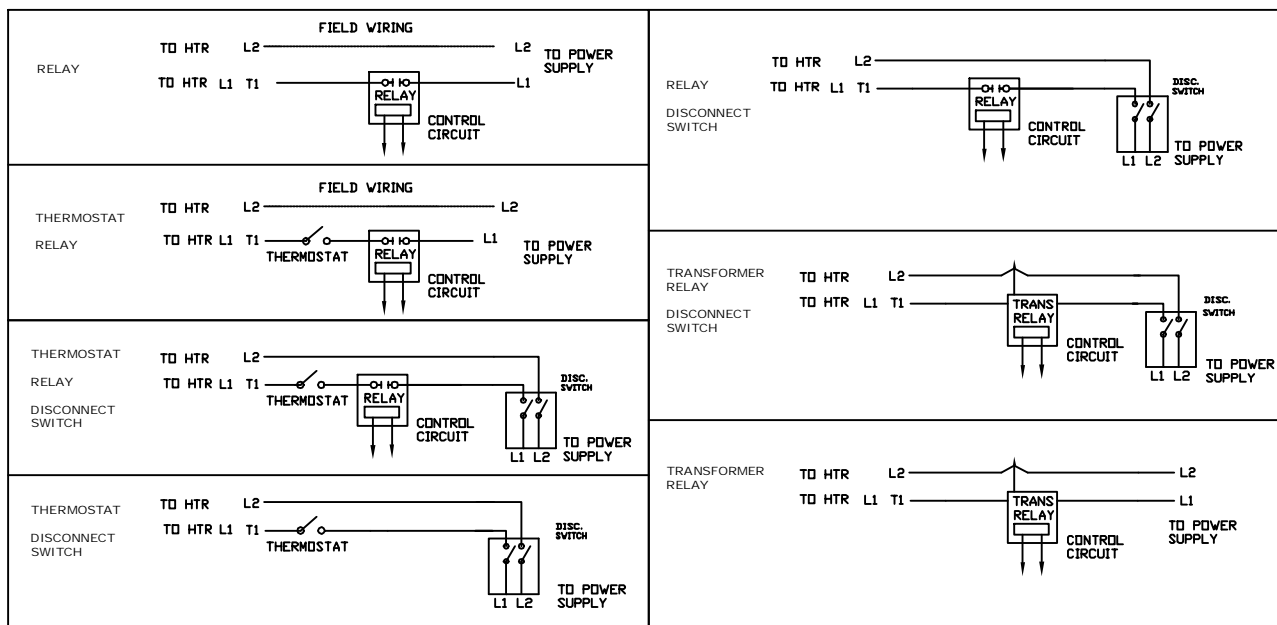 FIELD WIRING
TO HTR L2 L2 TO POWER
RELAY TO HTR L1 T1 L1 SUPPLY
RELAY
CONTROL
CIRCUIT
FIELD WIRING
THERMOSTAT TO HTR L2 L2
RELAY TO HTR L1 T1 L1 TO POWER
THERMOSTAT RELAY SUPPLY
CONTROL
CIRCUIT
THERMOSTAT TO HTR L2
RELAY TO HTR L1 T1 DISC.
SWITCH
THERMOSTAT RELAY
DISCONNECT
SWITCH
CONTROL
CIRCUIT
TO POWER
L1 L2 SUPPLY
THERMOSTAT TO HTR L2
DISCONNECT
SWITCH
TO HTR L1 T1 DISC.
SWITCH
THERMOSTAT
TO POWER
L1 L2 SUPPLY
TO HTR L2
RELAY TO HTR L1 T1 DISC.
SWITCH
RELAY
DISCONNECT
SWITCH
CONTROL
CIRCUIT
TO POWER
L1 L2 SUPPLY
TRANSFORMER
RELAY
TO HTR L2
DISCONNECT
SWITCH
TO HTR L1 T1 TRANS DISC.
RELAY SWITCH
CONTROL
CIRCUIT
TO POWER
L1 L2 SUPPLY
TRANSFORMER
RELAY
TO HTR L2 L2
TO HTR L1 T1 TRANS L1
RELAY
TO POWER
SUPPLY
CONTROL
CIRCUIT